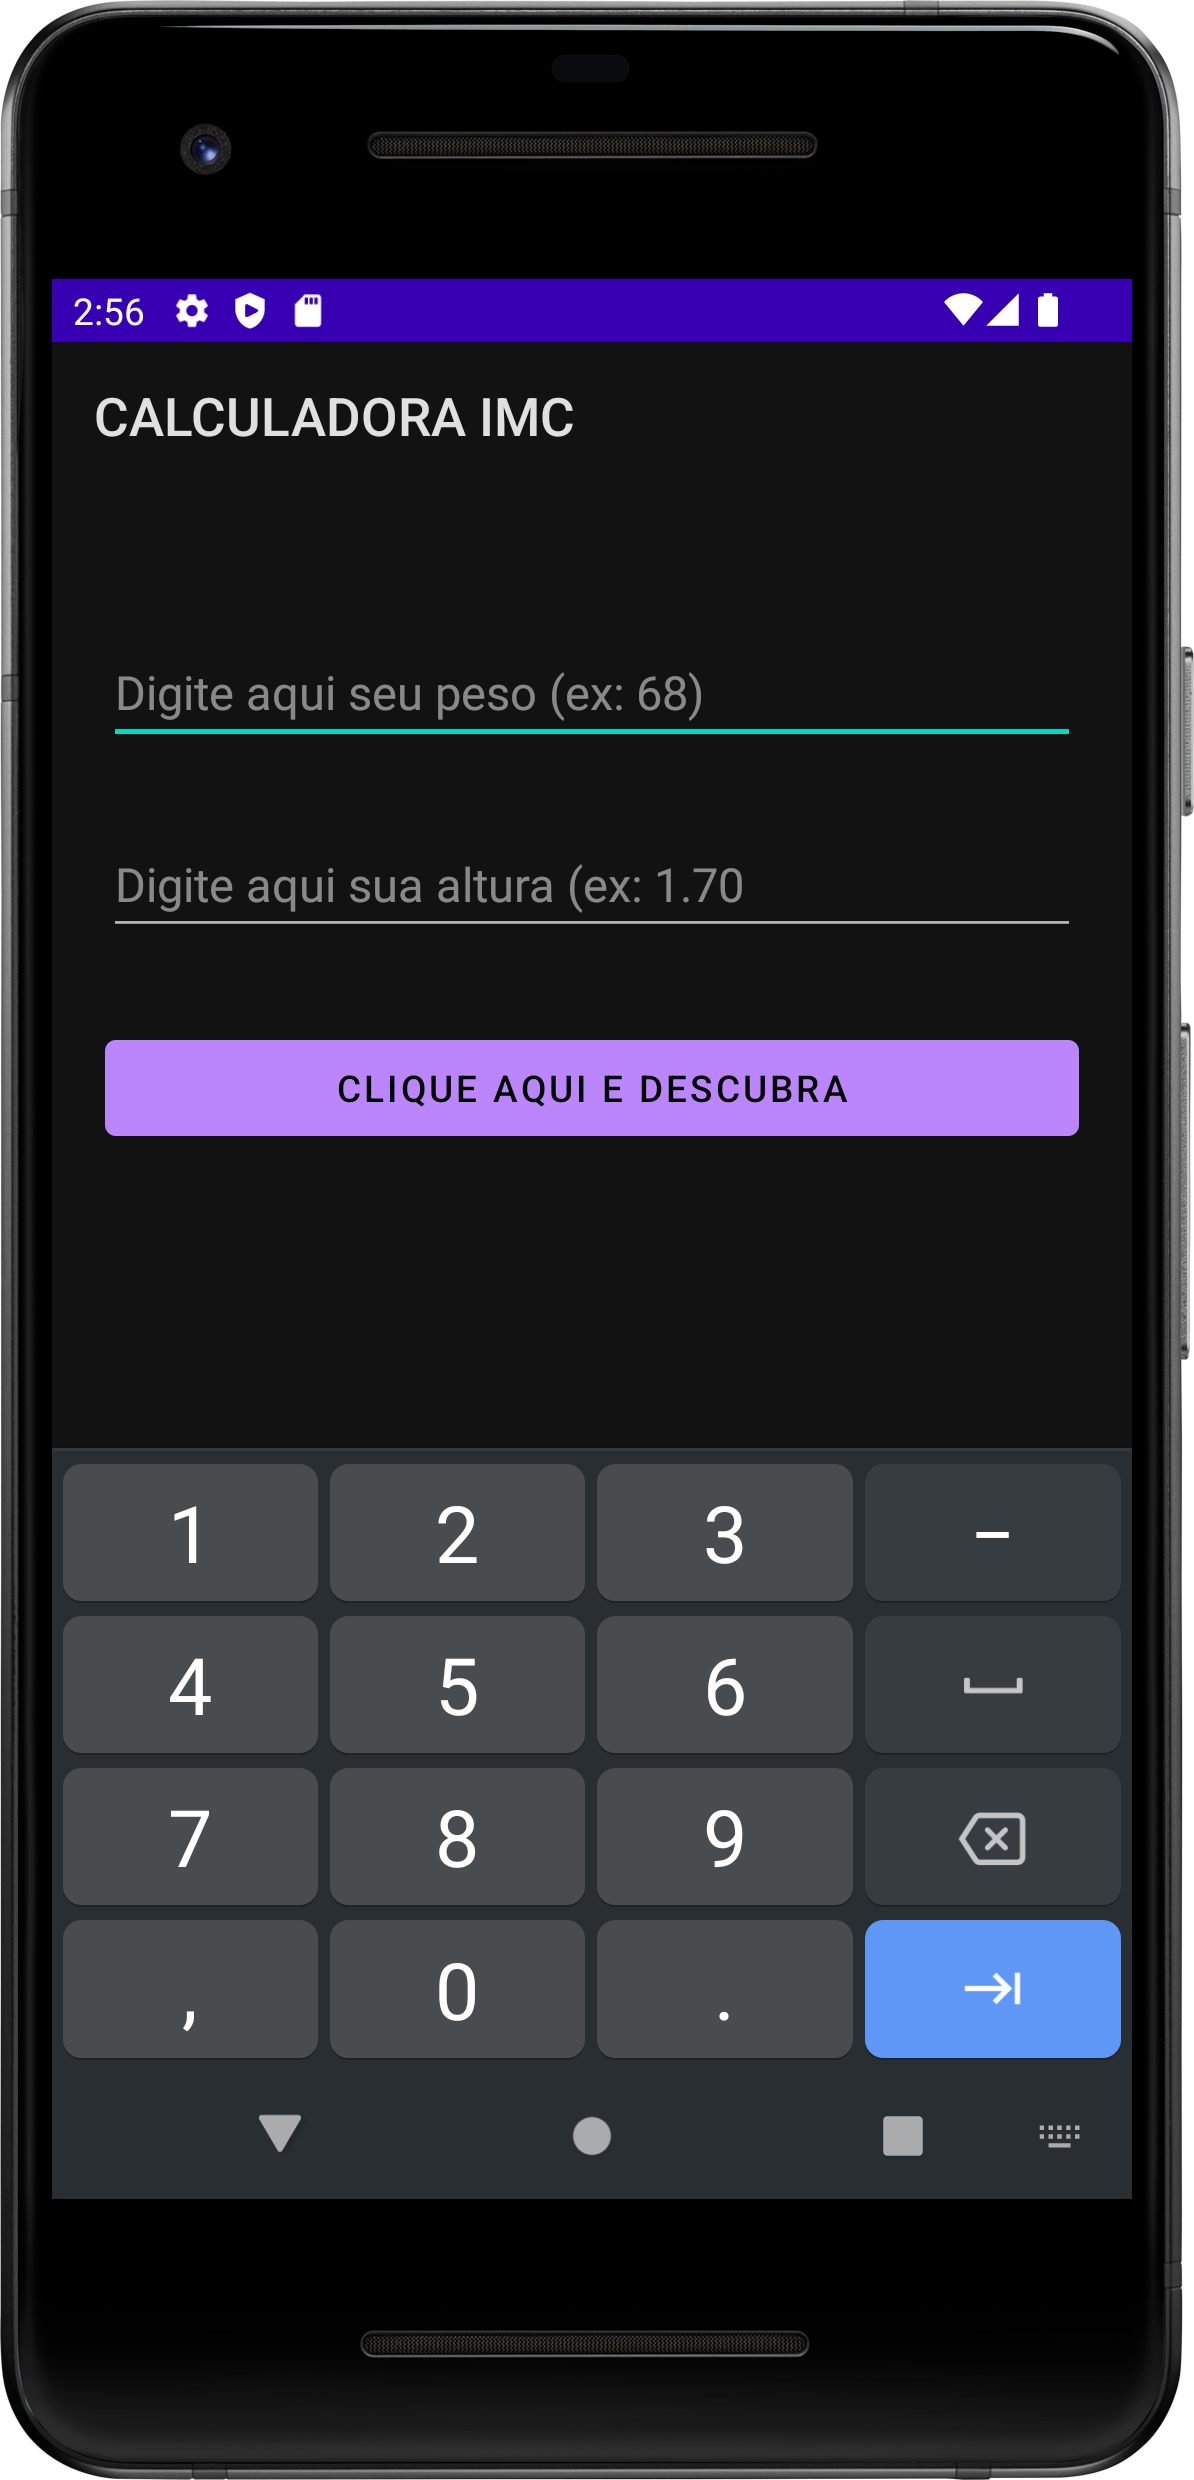 2:56
CALCULADORA IMC
Digite aqui seu peso (ex: 68)
Digite aqui sua altura (ex: 1.70
CLIQUE AQUI E DESCUBRA
1 2 3 -
4 5 6
7 8 9
, 0 .